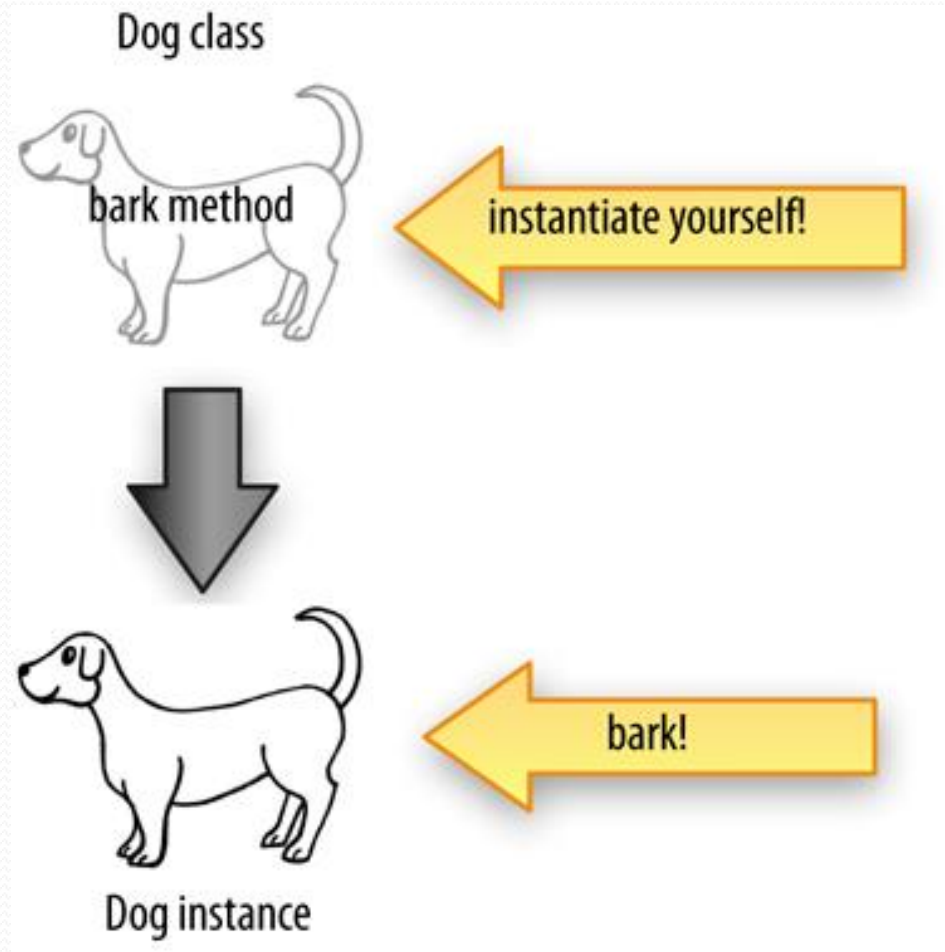 Dog class
bark method
instantiate yourself!
bark!
Dog instance